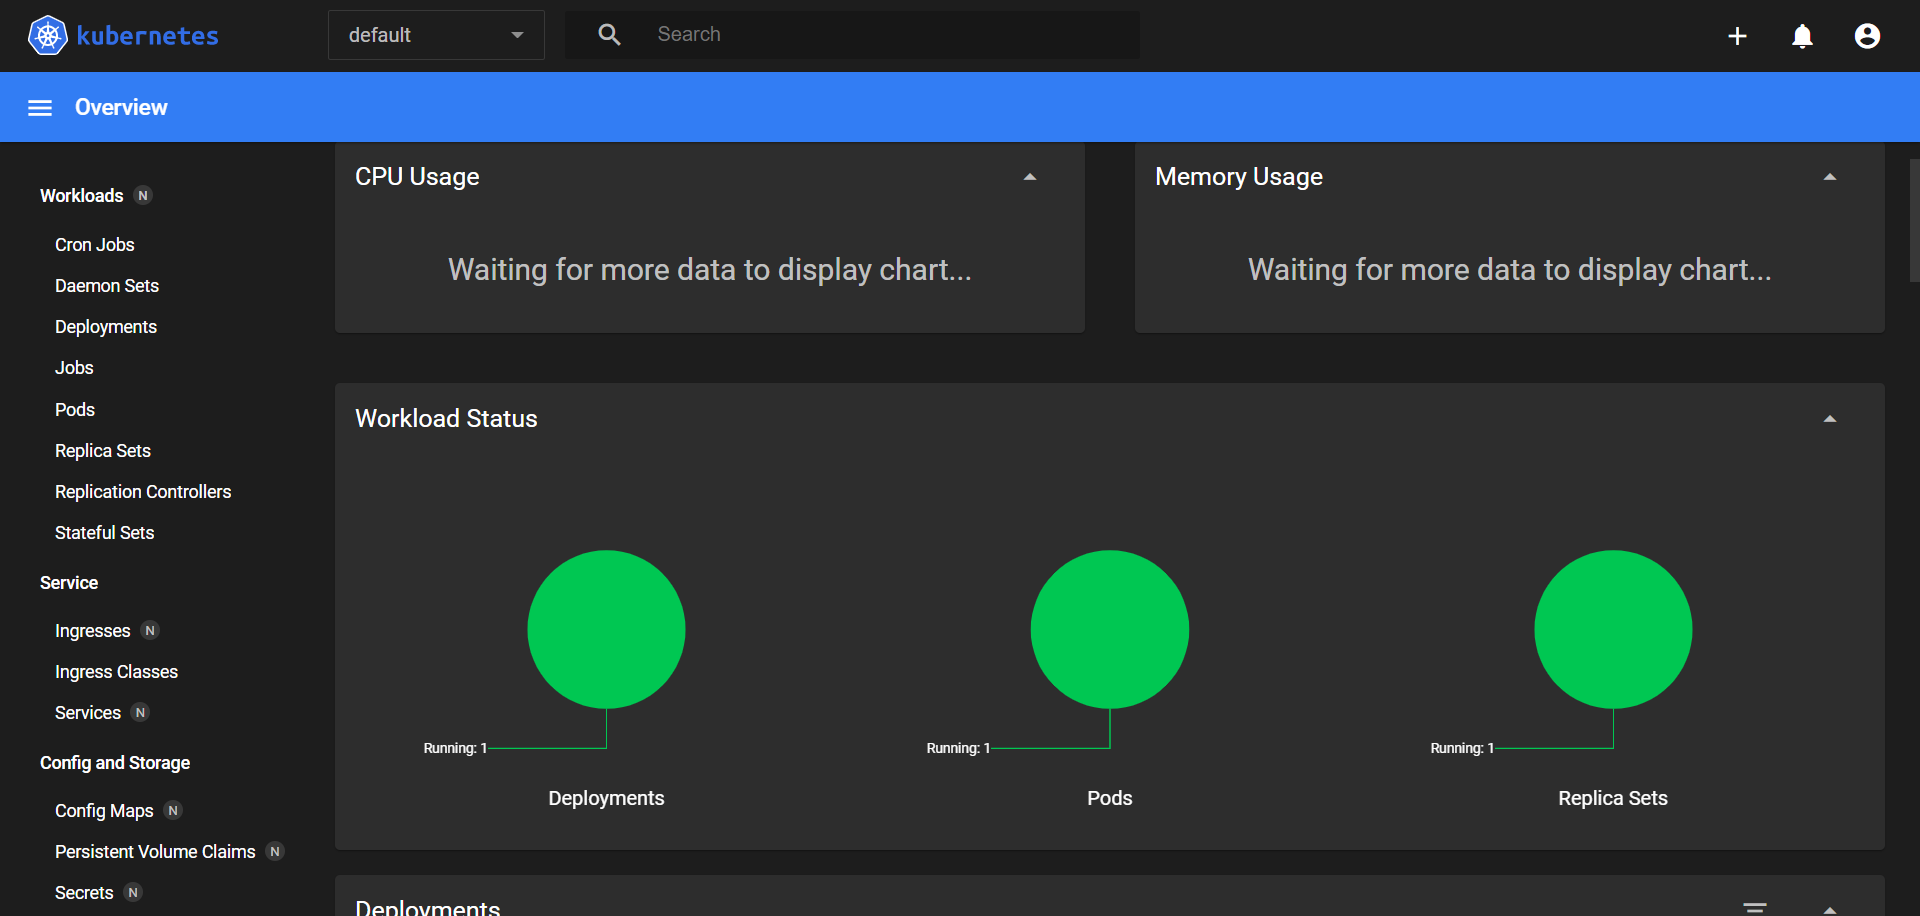 kubernetes
default
Search
Overview
Workloads N
Cron Jobs
Daemon Sets
Deployments
Jobs
Pods
Replica Sets
Replication Controllers
Stateful Sets
Service
Ingresses N
Ingress Classes
Services N
Config and Storage
Config Maps N
Persistent Volume Claims N
Secrets N
CPU Usage
Waiting for more data to display chart...
Memory Usage
Waiting for more data to display chart...
Workload Status
Running: 1
Deployments
Running: 1
Pods
Running: 1
Replica Sets
Deployments